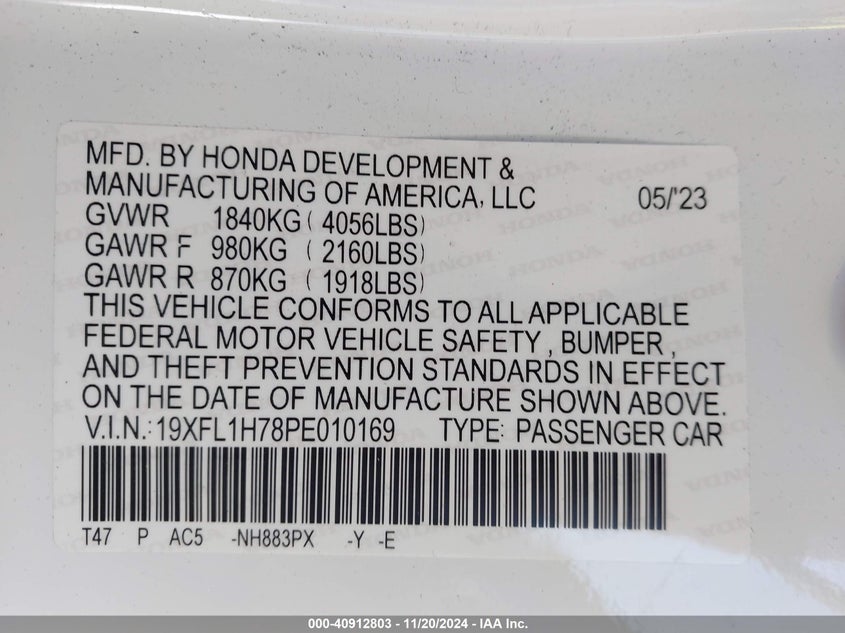 MFD. BY HONDA DEVELOPMENT &
MANUFACTURING OF AMERICA, LLC 05/'23
GVWR 1840KG ( 4056LBS)
GAWR F 980KG ( 2160LBS)
GAWR R 870KG ( 1918LBS)
THIS VEHICLE CONFORMS TO ALL APPLICABLE
FEDERAL MOTOR VEHICLE SAFETY , BUMPER ,
AND THEFT PREVENTION STANDARDS IN EFFECT
ON THE DATE OF MANUFACTURE SHOWN ABOVE.
V.I.N.: 19XFL1H78PE010169 TYPE: PASSENGER CAR
T47 P AC5 -NH883PX -Y -E
000-40912803 - 11/20/2024 - IAA Inc.